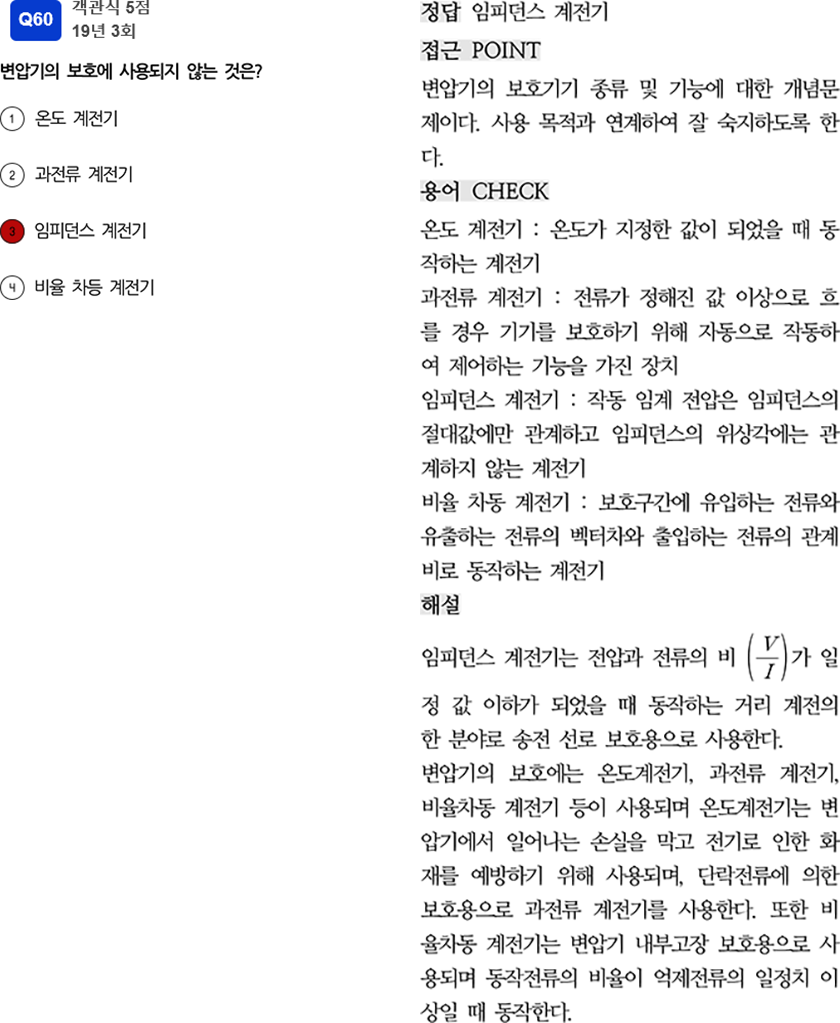 Q60
객관식 5점
19년 3회
변압기의 보호에 사용되지 않는 것은?
1 온도 계전기
2 과전류 계전기
3 임피던스 계전기
4 비율 차등 계전기
정답 임피던스 계전기
접근 POINT
변압기의 보호기기 종류 및 기능에 대한 개념문
제이다. 사용 목적과 연계하여 잘 숙지하도록 한
다.
용어 CHECK
온도 계전기 : 온도가 지정한 값이 되었을 때 동
작하는 계전기
과전류 계전기 : 전류가 정해진 값 이상으로 흐
를 경우 기기를 보호하기 위해 자동으로 작동하
여 제어하는 기능을 가진 장치
임피던스 계전기 : 작동 임계 전압은 임피던스의
절대값에만 관계하고 임피던스의 위상각에는 관
계하지 않는 계전기
비율 차동 계전기 : 보호구간에 유입하는 전류와
유출하는 전류의 벡터차와 출입하는 전류의 관계
비로 동작하는 계전기
해설
임피던스 계전기는 전압과 전류의 비 (V/I)가 일
정 값 이하가 되었을 때 동작하는 거리 계전의
한 분야로 송전 선로 보호용으로 사용한다.
변압기의 보호에는 온도계전기, 과전류 계전기,
비율차동 계전기 등이 사용되며 온도계전기는 변
압기에서 일어나는 손실을 막고 전기로 인한 화
재를 예방하기 위해 사용되며, 단락전류에 의한
보호용으로 과전류 계전기를 사용한다. 또한 비
율차동 계전기는 변압기 내부고장 보호용으로 사
용되며 동작전류의 비율이 억제전류의 일정치 이
상일 때 동작한다.